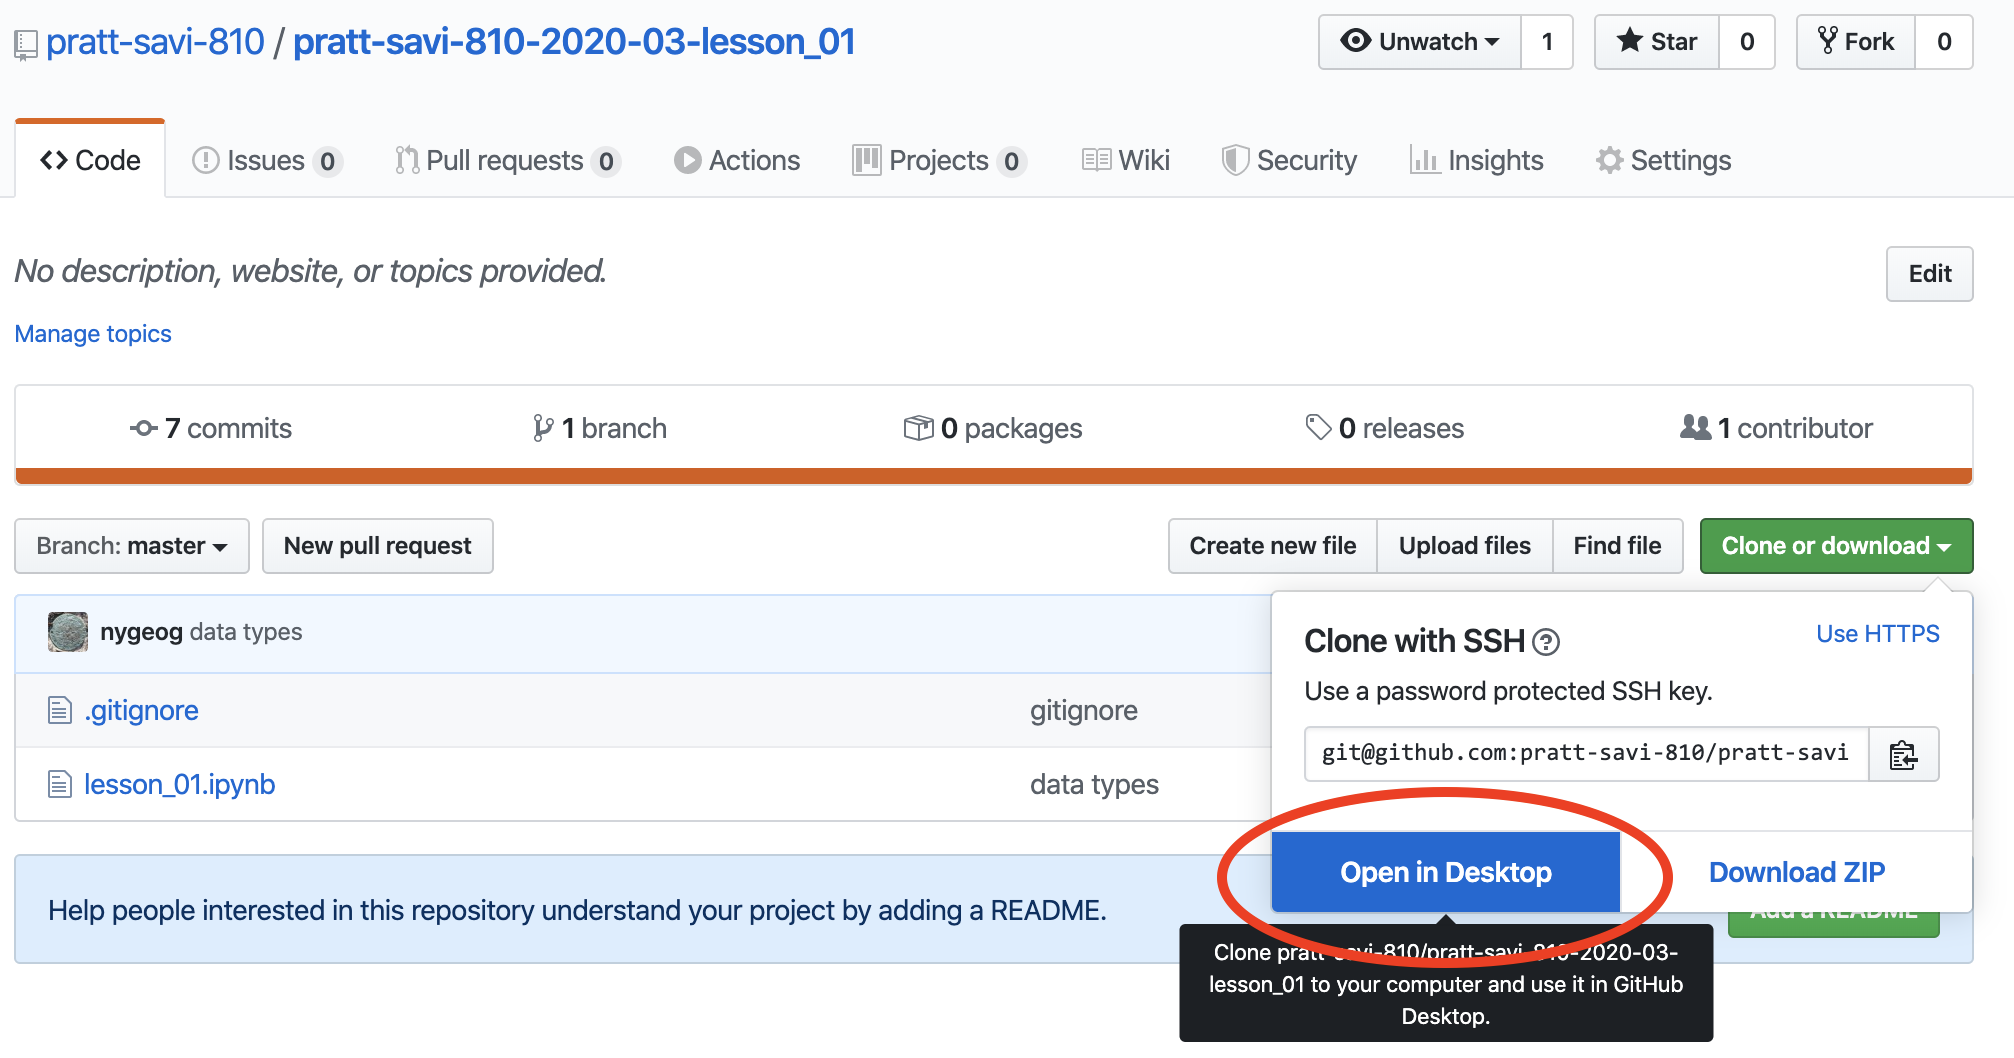 pratt-savi-810 / pratt-savi-810-2020-03-lesson_01
Unwatch 1
Star 0
Fork 0
Code
Issues 0
Pull requests 0
Actions
Projects 0
Wiki
Security
Insights
Settings
No description, website, or topics provided.
Edit
Manage topics
7 commits
1 branch
0 packages
0 releases
1 contributor
Branch: master
New pull request
Create new file
Upload files
Find file
Clone or download
nygeog data types
.gitignore
gitignore
lesson_01.ipynb
data types
Clone with SSH ?
Use HTTPS
Use a password protected SSH key.
git@github.com:pratt-savi-810/pratt-savi
Open in Desktop
Download ZIP
Help people interested in this repository understand your project by adding a README.
Add a README
Clone pratt-savi-810/pratt-savi-810-2020-03-
lesson_01 to your computer and use it in GitHub
Desktop.